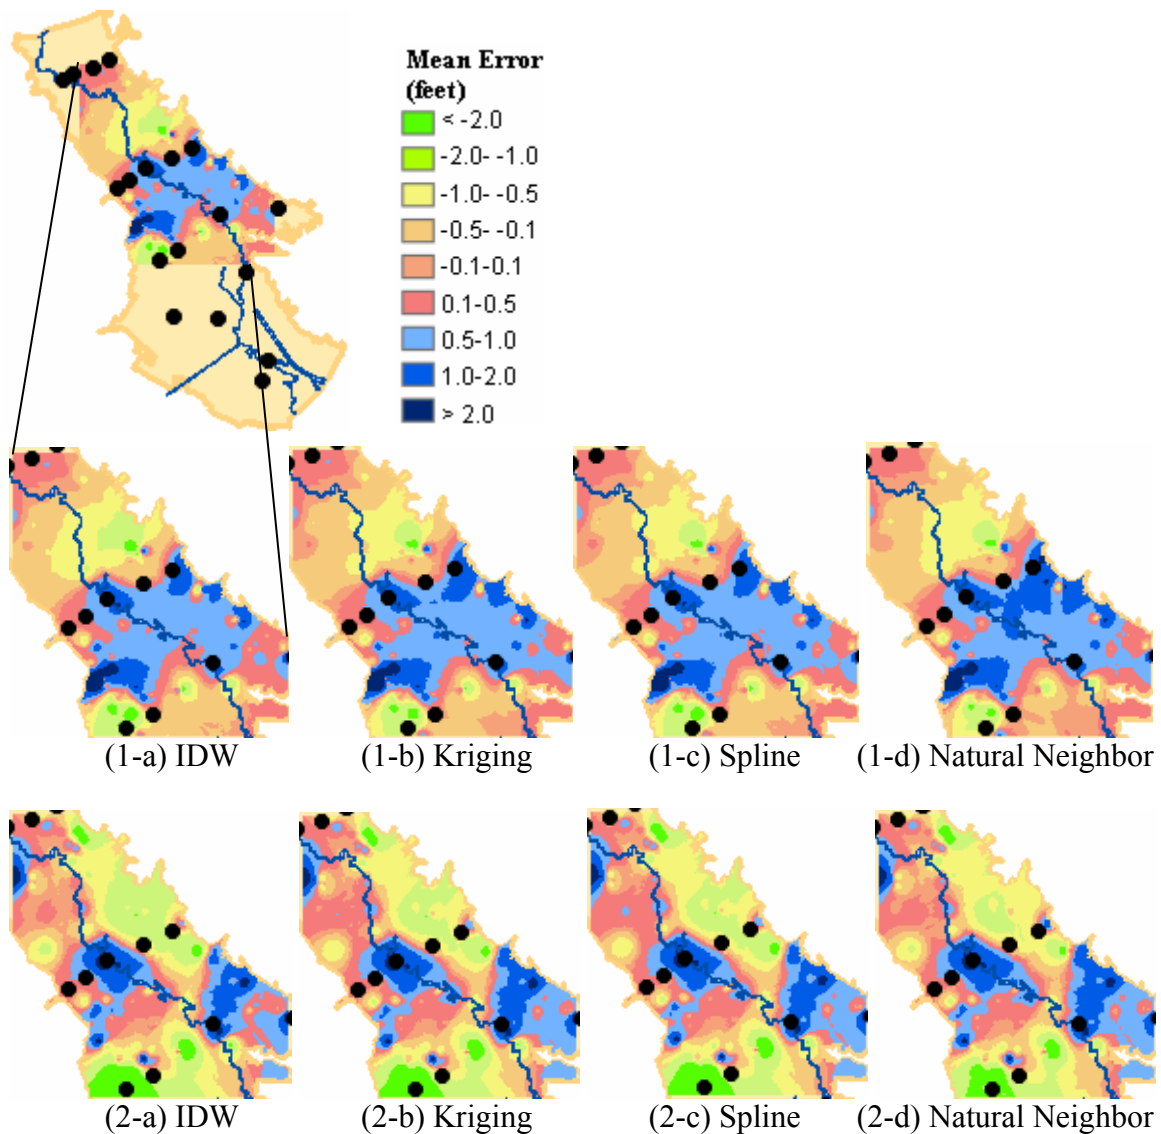 Mean Error
(feet)
< -2.0
-2.0- -1.0
-1.0- -0.5
-0.5- -0.1
-0.1-0.1
0.1-0.5
0.5-1.0
1.0-2.0
> 2.0
(1-a) IDW (1-b) Kriging (1-c) Spline (1-d) Natural Neighbor
(2-a) IDW (2-b) Kriging (2-c) Spline (2-d) Natural Neighbor